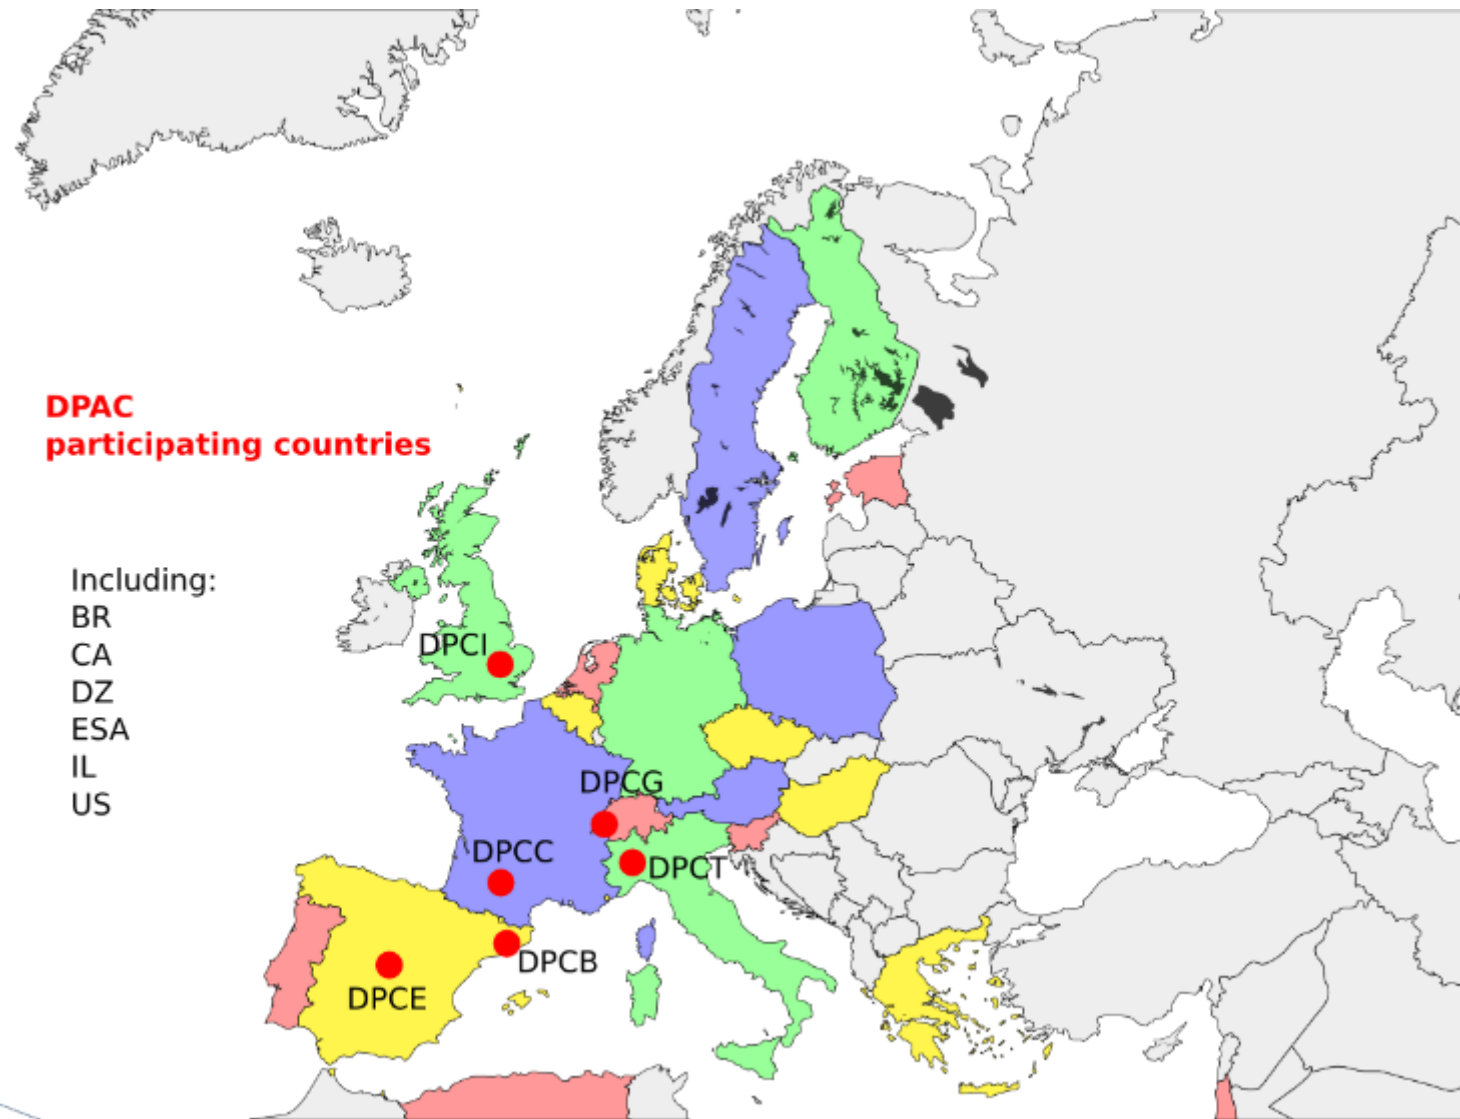 DPAC
participating countries
Including:
BR
CA
DZ
ESA
IL
US
DPCI
DPCG
DPCC
DPCT
DPCB
DPCE